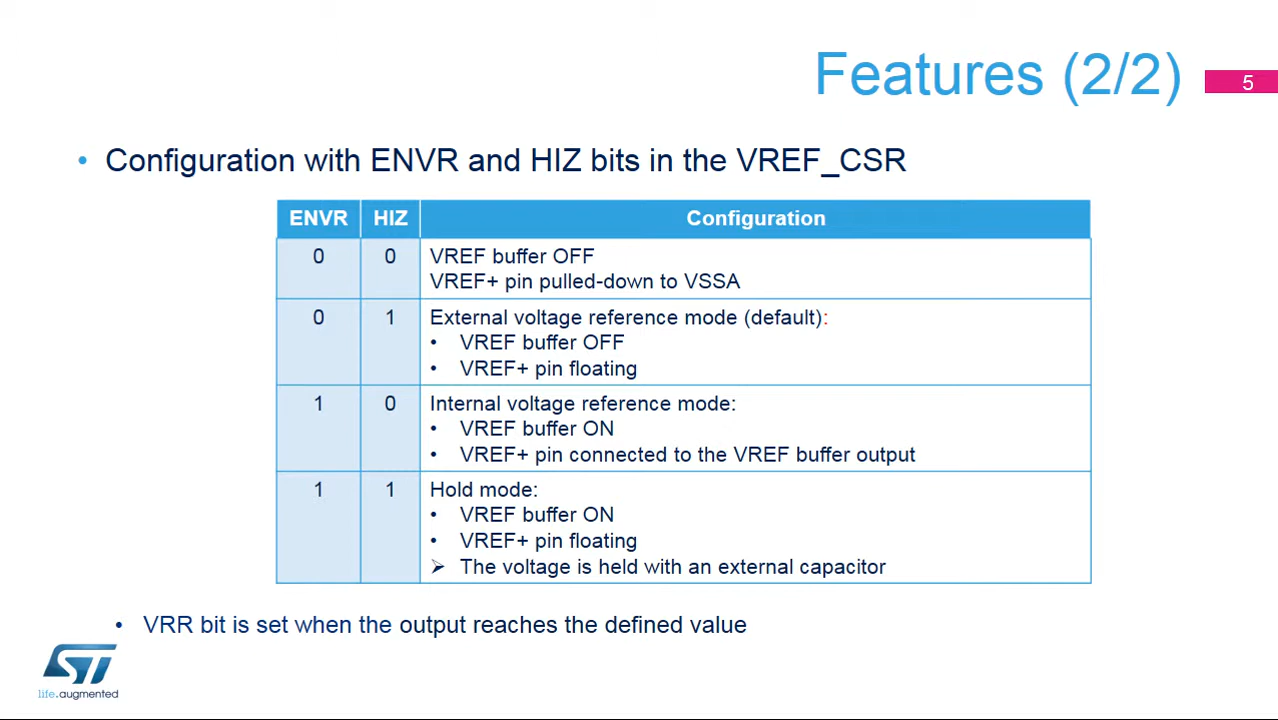 Features (2/2)
5
• Configuration with ENVR and HIZ bits in the VREF_CSR
ENVR HIZ Configuration
0 0 VREF buffer OFF
VREF+ pin pulled-down to VSSA
0 1 External voltage reference mode (default):
• VREF buffer OFF
• VREF+ pin floating
1 0 Internal voltage reference mode:
• VREF buffer ON
• VREF+ pin connected to the VREF buffer output
1 1 Hold mode:
• VREF buffer ON
• VREF+ pin floating
➢ The voltage is held with an external capacitor
• VRR bit is set when the output reaches the defined value
ST
life.augmented